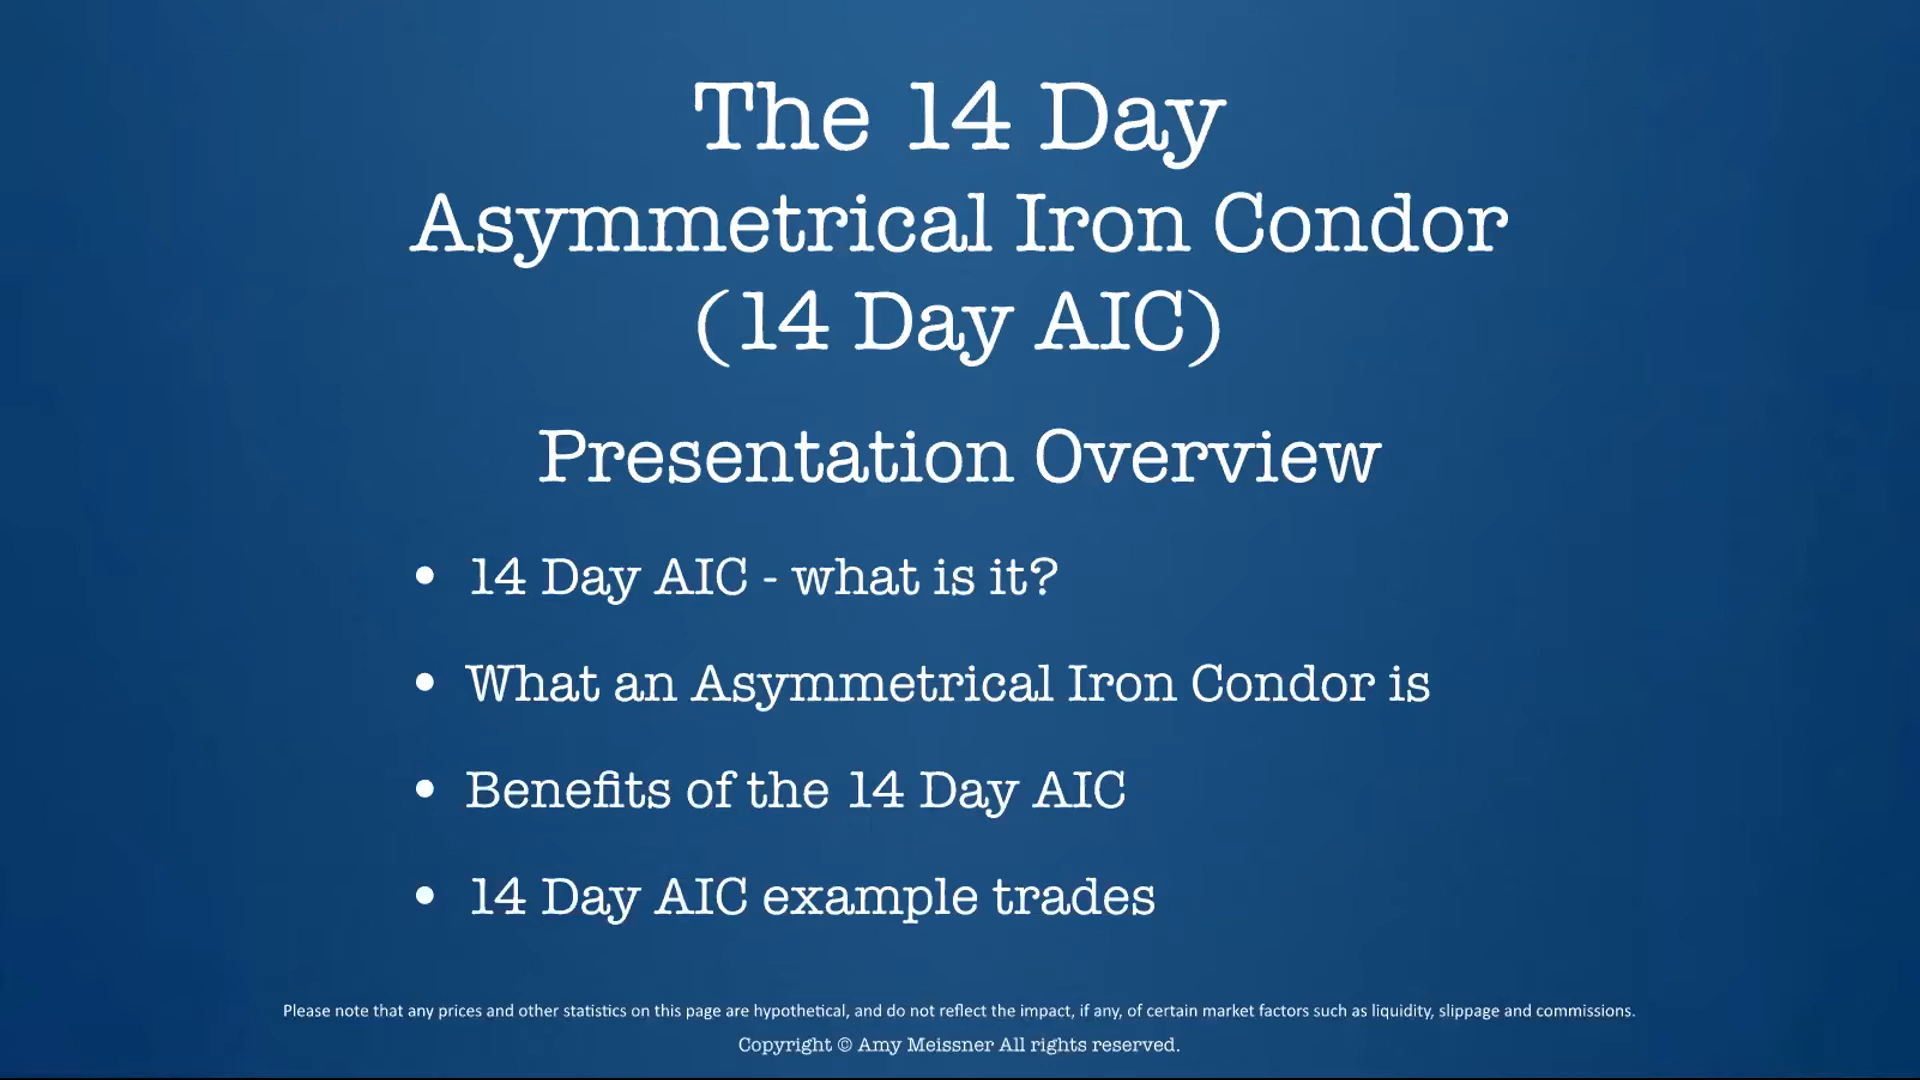 The 14 Day
Asymmetrical Iron Condor
(14 Day AIC)
Presentation Overview
• 14 Day AIC - what is it?
• What an Asymmetrical Iron Condor is
• Benefits of the 14 Day AIC
• 14 Day AIC example trades
Please note that any prices and other statistics on this page are hypothetical, and do not reflect the impact, if any, of certain market factors such as liquidity, slippage and commissions.
Copyright © Amy Meissner All rights reserved.